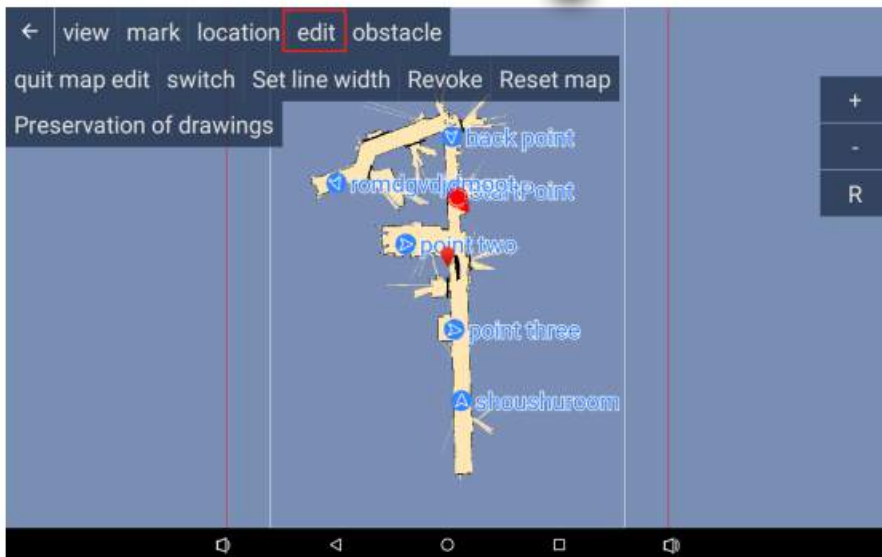 view mark location edit obstacle
quit map edit switch Set line width Revoke Reset map
Preservation of drawings
+
-
R
back point
startPoint
point two
point three
shoushuroom